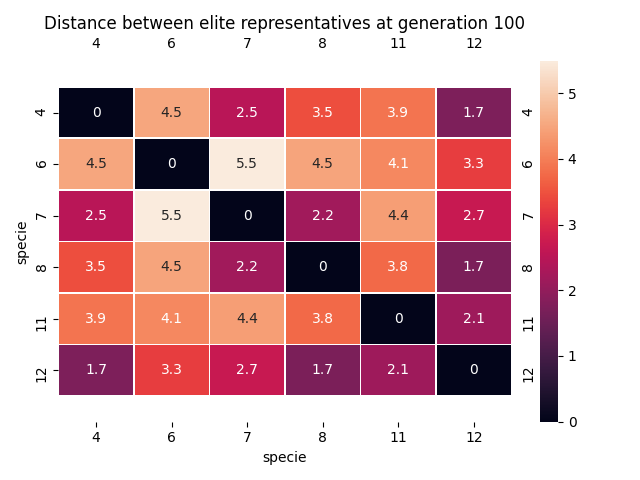 Distance between elite representatives at generation 100
4 6 7 8 11 12
4 0 4.5 2.5 3.5 3.9 1.7 4
6 4.5 0 5.5 4.5 4.1 3.3 6
7 2.5 5.5 0 2.2 4.4 2.7 7
8 3.5 4.5 2.2 0 3.8 1.7 8
11 3.9 4.1 4.4 3.8 0 2.1 11
12 1.7 3.3 2.7 1.7 2.1 0 12
4 6 7 8 11 12
specie
specie
5
4
3
2
1
0